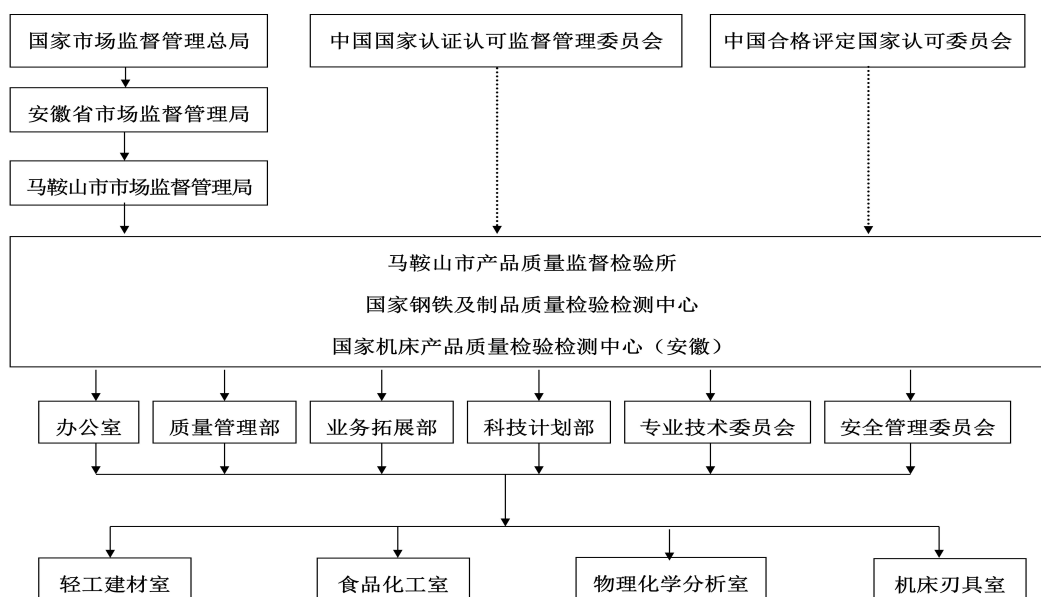 国家市场监督管理总局
中国国家认证认可监督管理委员会
中国合格评定国家认可委员会
安徽省市场监督管理局
马鞍山市市场监督管理局
马鞍山市产品质量监督检验所
国家钢铁及制品质量检验检测中心
国家机床产品质量检验检测中心（安徽）
办公室
质量管理部
业务拓展部
科技计划部
专业技术委员会
安全管理委员会
轻工建材室
食品化工室
物理化学分析室
机床刃具室